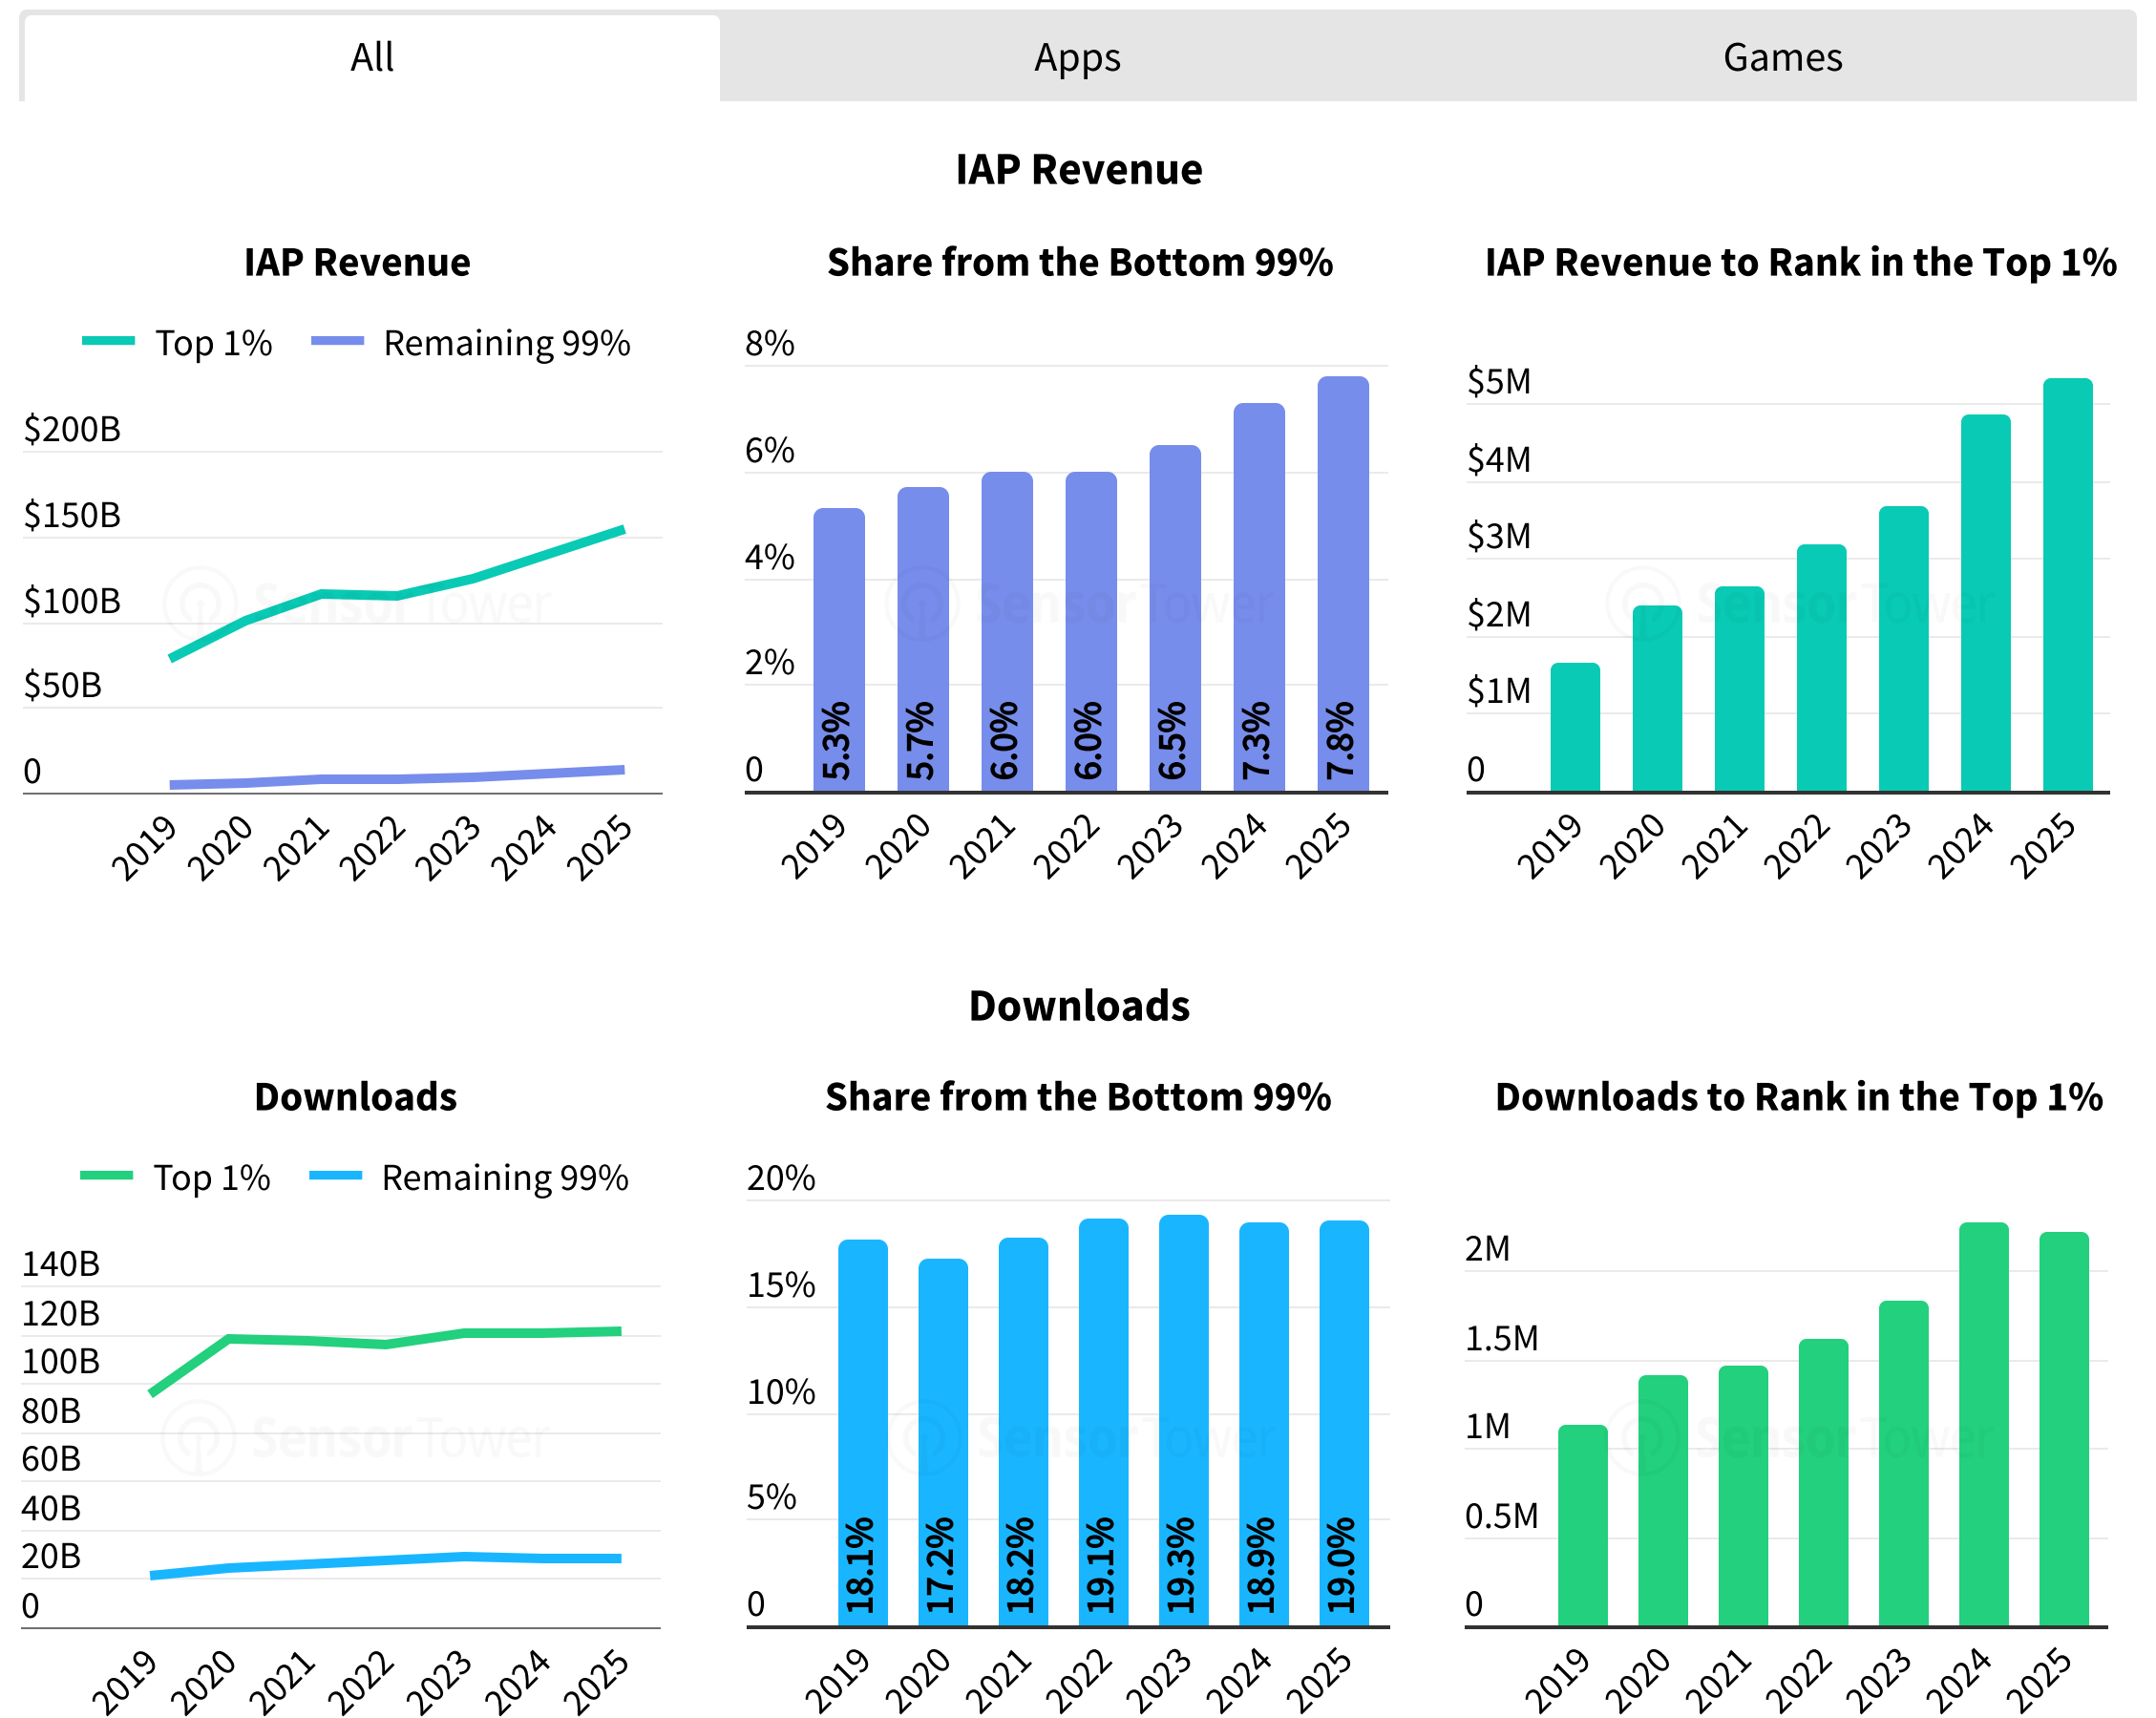 All
Apps
Games
IAP Revenue
IAP Revenue
Top 1%
Remaining 99%
$200B
$150B
$100B
$50B
0
2019
2020
2021
2022
2023
2024
2025
SensorTower
Share from the Bottom 99%
8%
6%
4%
2%
0
5.3%
5.7%
6.0%
6.0%
6.5%
7.3%
7.8%
2019
2020
2021
2022
2023
2024
2025
SensorTower
IAP Revenue to Rank in the Top 1%
$5M
$4M
$3M
$2M
$1M
0
2019
2020
2021
2022
2023
2024
2025
SensorTower
Downloads
Downloads
Top 1%
Remaining 99%
140B
120B
100B
80B
60B
40B
20B
0
2019
2020
2021
2022
2023
2024
2025
SensorTower
Share from the Bottom 99%
20%
15%
10%
5%
0
18.1%
17.2%
18.2%
19.1%
19.3%
18.9%
19.0%
2019
2020
2021
2022
2023
2024
2025
SensorTower
Downloads to Rank in the Top 1%
2M
1.5M
1M
0.5M
0
2019
2020
2021
2022
2023
2024
2025
SensorTower